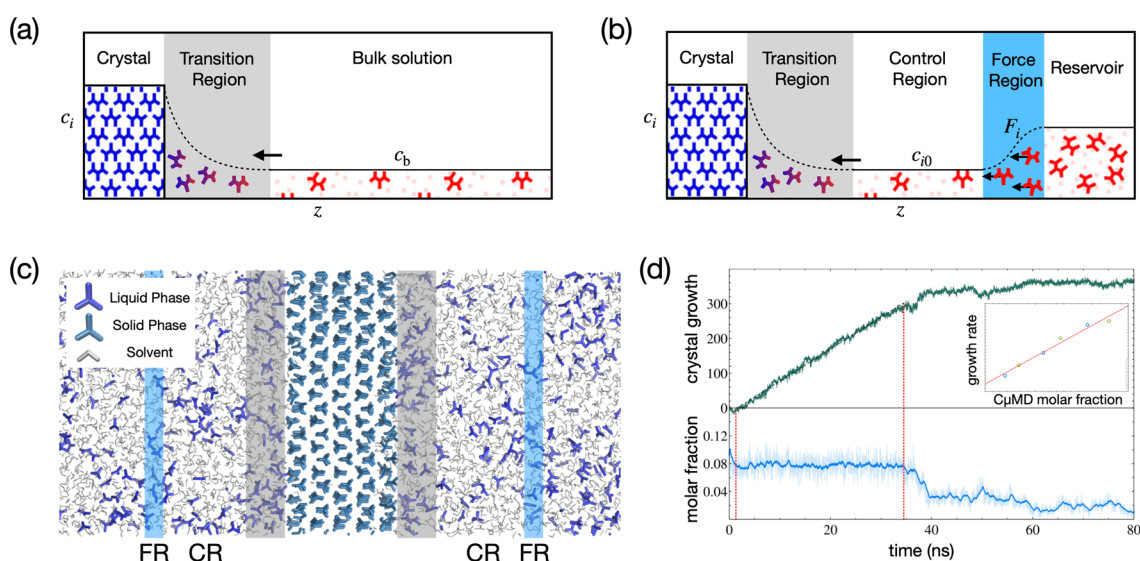 (a)
Crystal
Transition
Region
Bulk solution
c_i
c_b
z
(b)
Crystal
Transition
Region
Control
Region
Force
Region
Reservoir
c_i
F_i
c_i0
z
(c)
Liquid Phase
Solid Phase
Solvent
FR CR CR FR
(d)
crystal growth
300
200
100
0
growth rate
CμMD molar fraction
molar fraction
0.12
0.08
0.04
0 20 40 60 80
time (ns)